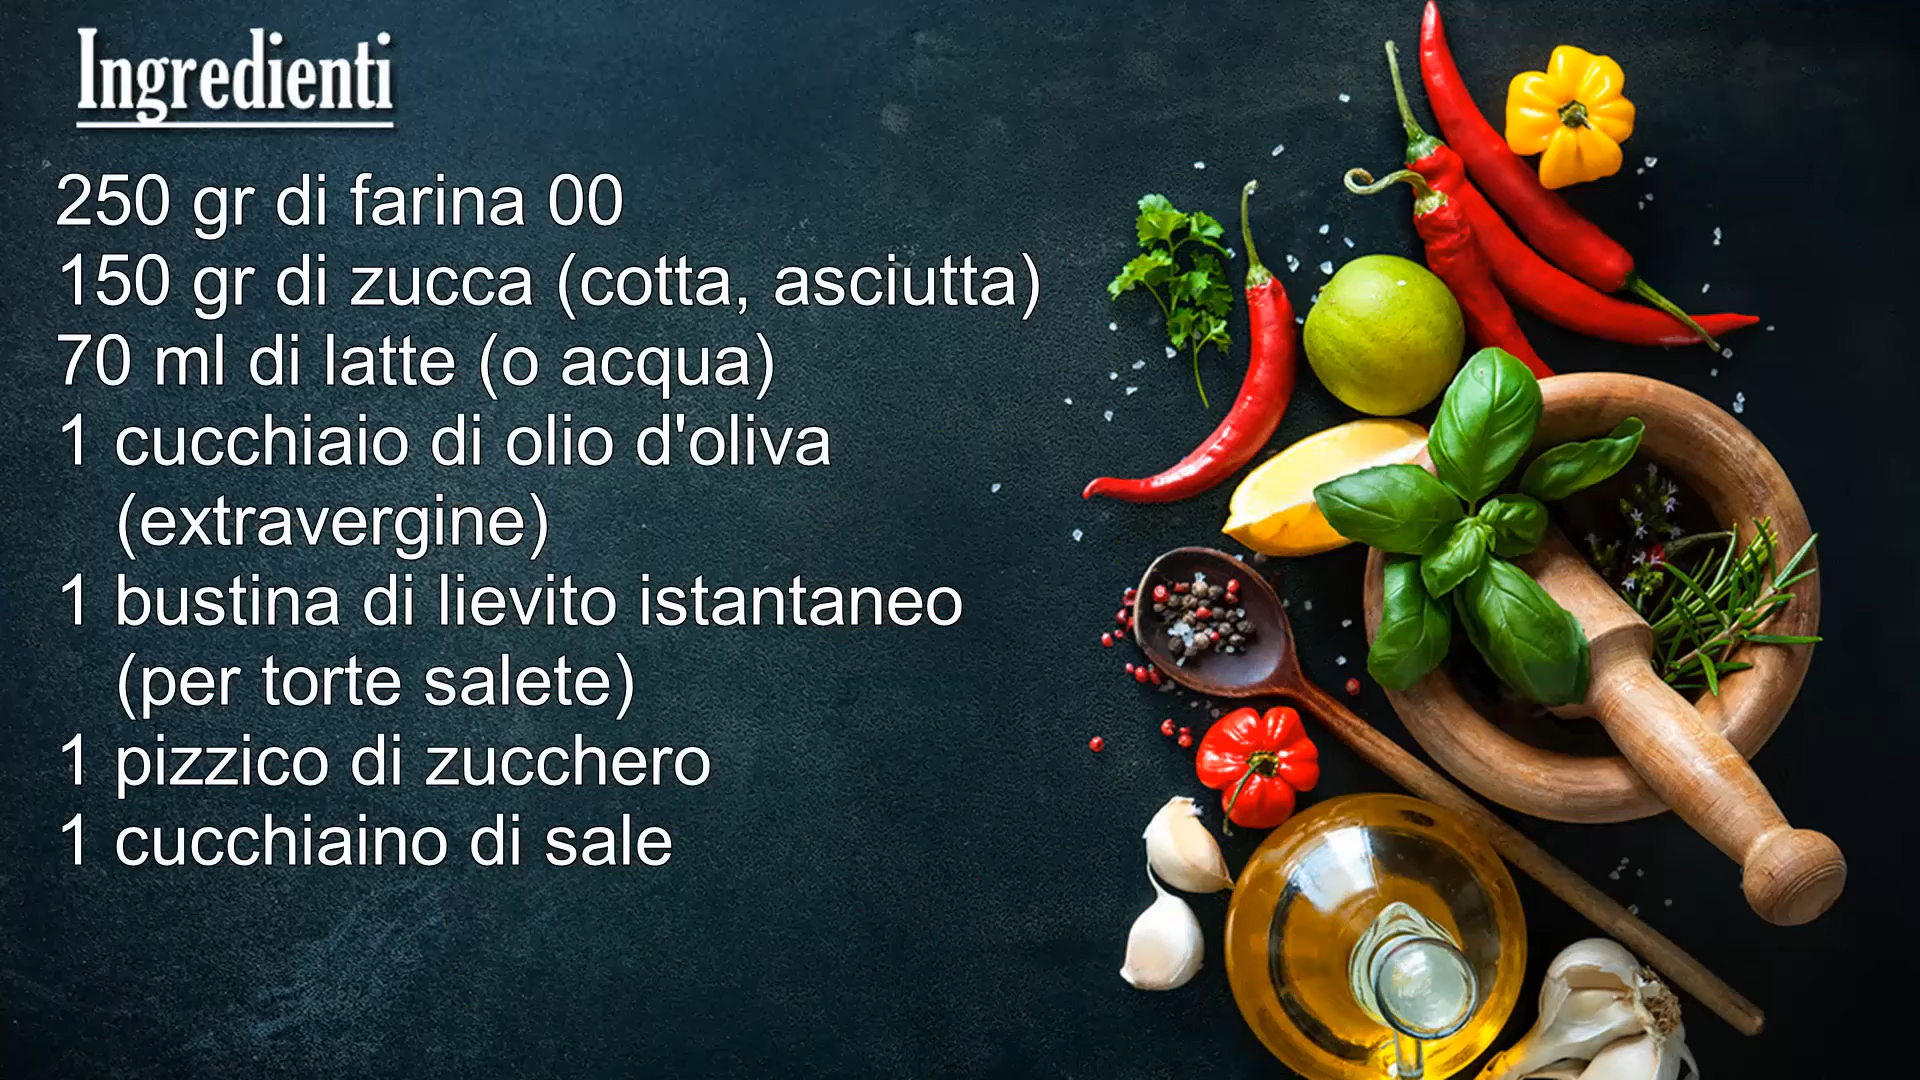 Ingredienti
250 gr di farina 00
150 gr di zucca (cotta, asciutta)
70 ml di latte (o acqua)
1 cucchiaio di olio d'oliva
(extravergine)
1 bustina di lievito istantaneo
(per torte salete)
1 pizzico di zucchero
1 cucchiaino di sale